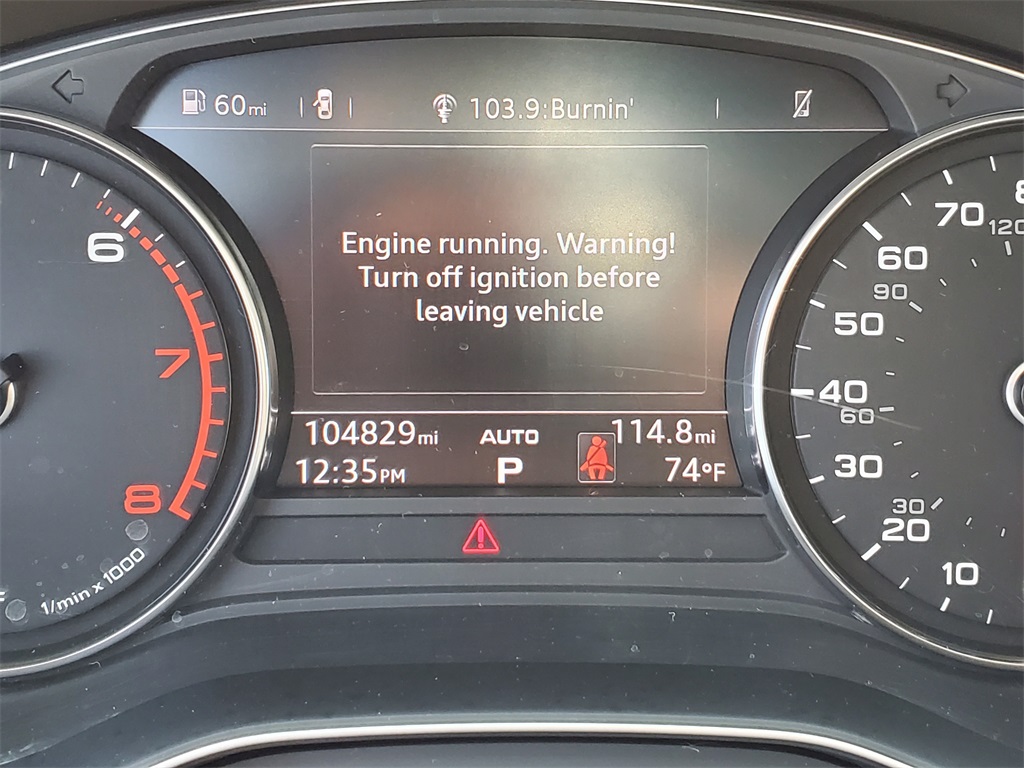 60mi
103.9:Burnin'
Engine running. Warning!
Turn off ignition before
leaving vehicle
104829mi
AUTO
114.8mi
12:35PM
P
74°F
6
7
8
1/min x 1000
70
120
60
90
50
40
60
30
30
20
10